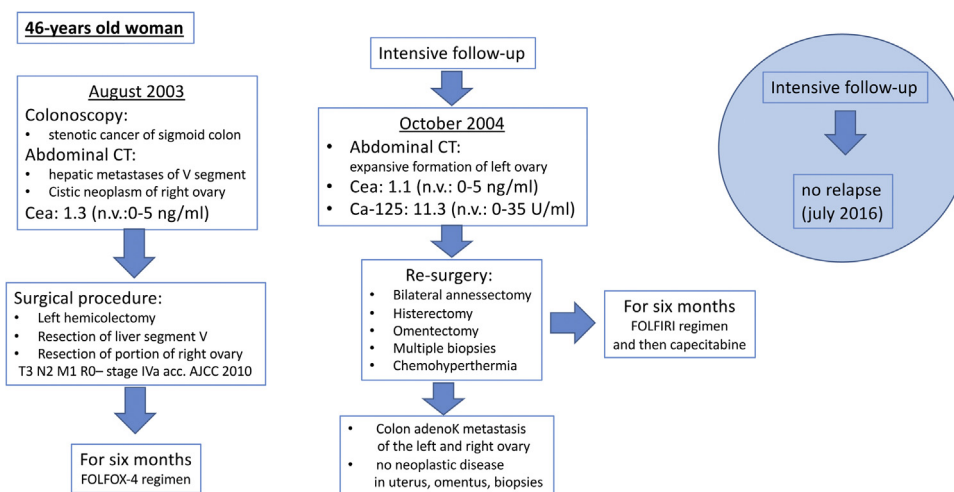 46-years old woman
August 2003
Colonoscopy:
• stenotic cancer of sigmoid colon
Abdominal CT:
• hepatic metastases of V segment
• Cistic neoplasm of right ovary
Cea: 1.3 (n.v.:0-5 ng/ml)
Surgical procedure:
• Left hemicolectomy
• Resection of liver segment V
• Resection of portion of right ovary
T3 N2 M1 R0– stage IVa acc. AJCC 2010
For six months
FOLFOX-4 regimen
Intensive follow-up
October 2004
• Abdominal CT:
expansive formation of left ovary
• Cea: 1.1 (n.v.: 0-5 ng/ml)
• Ca-125: 11.3 (n.v.: 0-35 U/ml)
Re-surgery:
• Bilateral annessectomy
• Histerectomy
• Omentectomy
• Multiple biopsies
• Chemohyperthermia
• Colon adenoK metastasis
of the left and right ovary
• no neoplastic disease
in uterus, omentus, biopsies
For six months
FOLFIRI regimen
and then capecitabine
Intensive follow-up
no relapse
(july 2016)